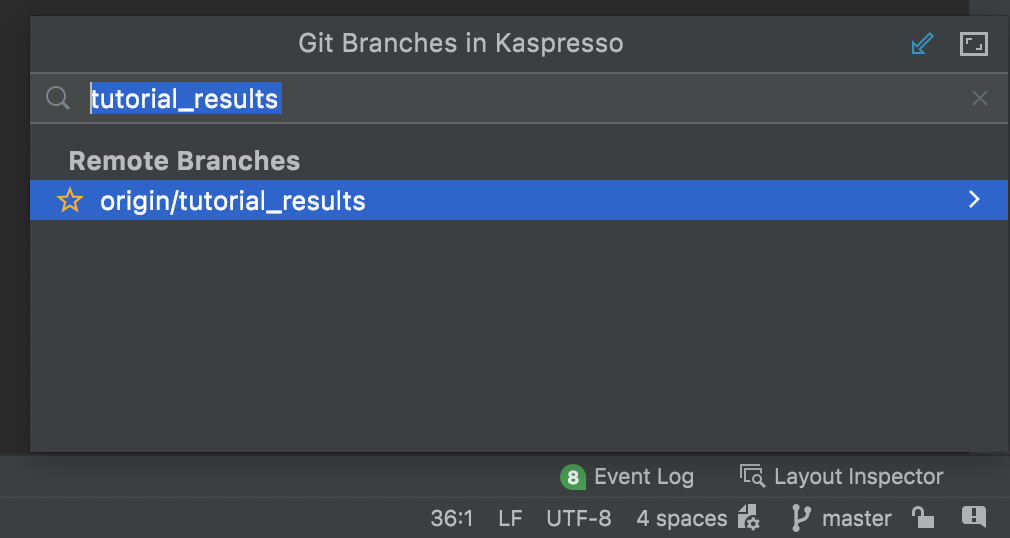 Git Branches in Kaspresso
tutorial_results
Remote Branches
origin/tutorial_results
8 Event Log Layout Inspector
36:1 LF UTF-8 4 spaces master